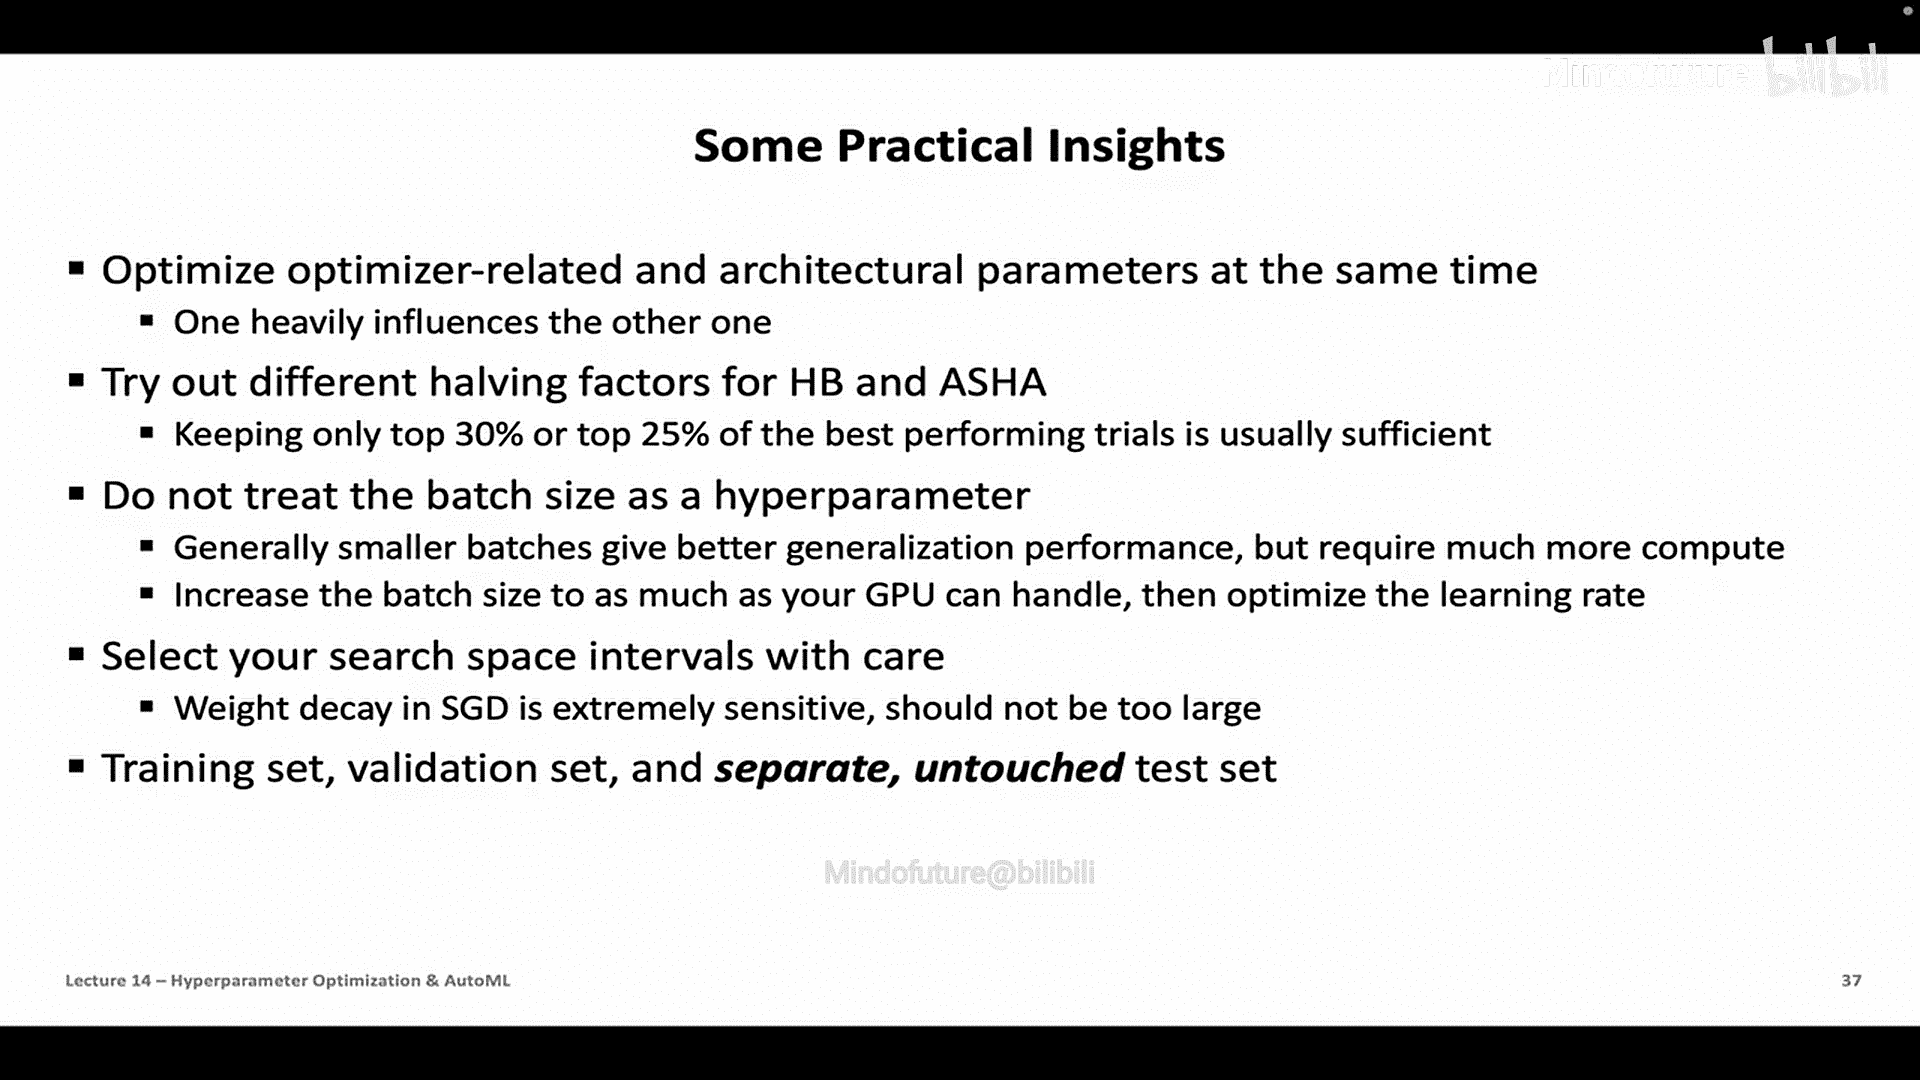 Mindofuture bilibili
Some Practical Insights
▪ Optimize optimizer-related and architectural parameters at the same time
▪ One heavily influences the other one
▪ Try out different halving factors for HB and ASHA
▪ Keeping only top 30% or top 25% of the best performing trials is usually sufficient
▪ Do not treat the batch size as a hyperparameter
▪ Generally smaller batches give better generalization performance, but require much more compute
▪ Increase the batch size to as much as your GPU can handle, then optimize the learning rate
▪ Select your search space intervals with care
▪ Weight decay in SGD is extremely sensitive, should not be too large
▪ Training set, validation set, and separate, untouched test set
Mindofuture@bilibili
Lecture 14 – Hyperparameter Optimization & AutoML
37